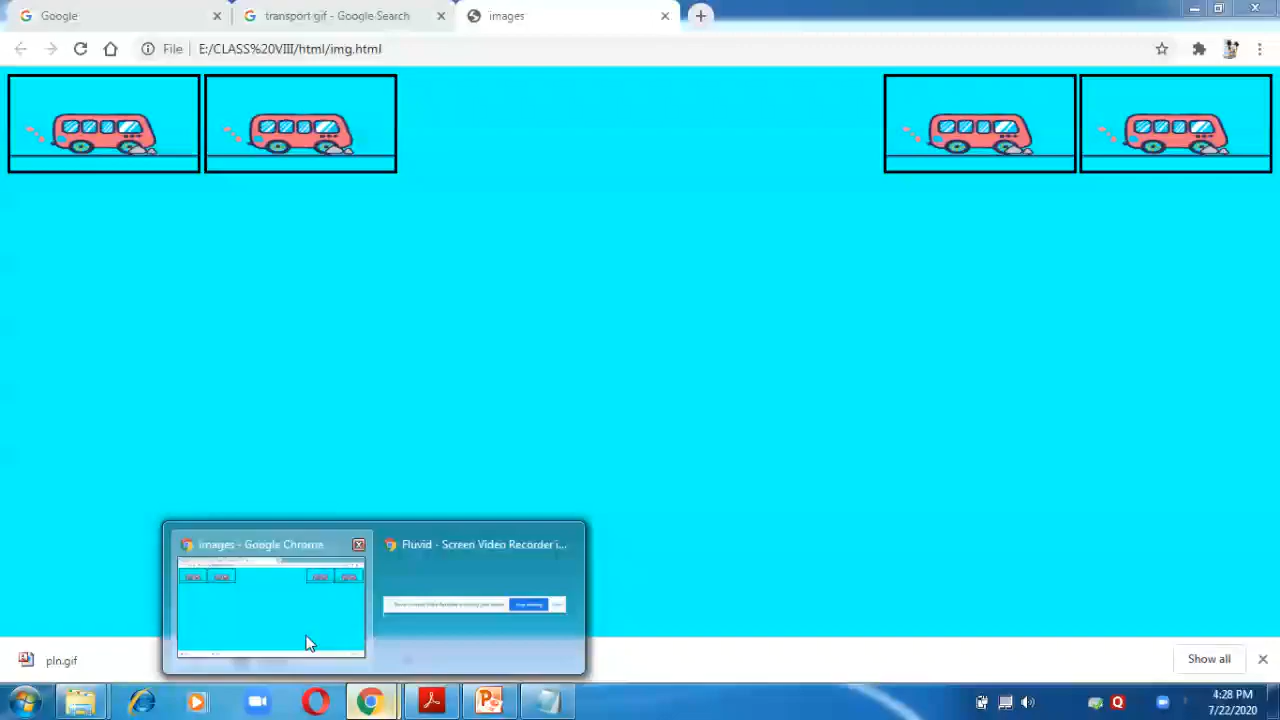 Google
transport gif - Google Search
images
File
E:/CLASS%20VIII/html/img.html
images - Google Chrome
Fluvid - Screen Video Recorder i...
pln.gif
Show all
4:28 PM
7/22/2020